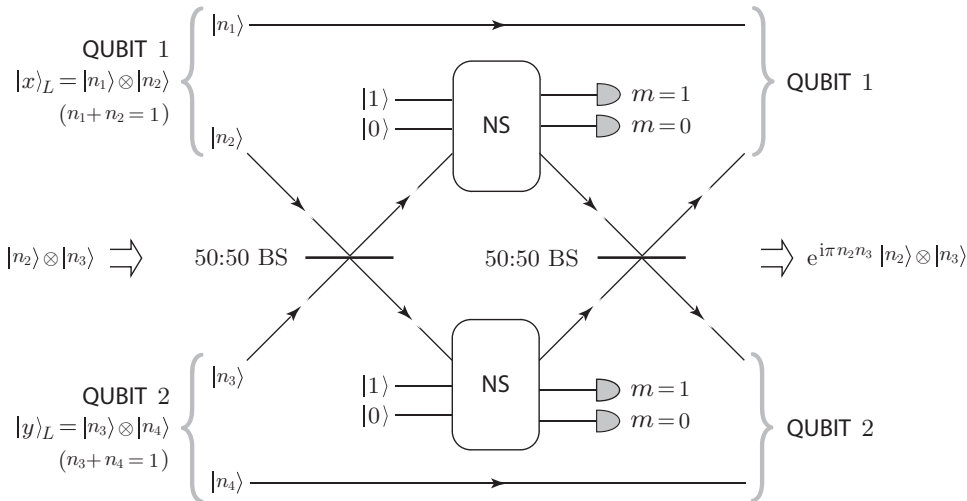 |n₁⟩
QUBIT 1
|x⟩_L = |n₁⟩ ⊗ |n₂⟩
(n₁ + n₂ = 1)
|n₂⟩
|1⟩
|0⟩
NS
m = 1
m = 0
QUBIT 1
|n₂⟩ ⊗ |n₃⟩
50:50 BS
50:50 BS
e^{iπn₂n₃} |n₂⟩ ⊗ |n₃⟩
|n₃⟩
QUBIT 2
|y⟩_L = |n₃⟩ ⊗ |n₄⟩
(n₃ + n₄ = 1)
|n₄⟩
|1⟩
|0⟩
NS
m = 1
m = 0
QUBIT 2